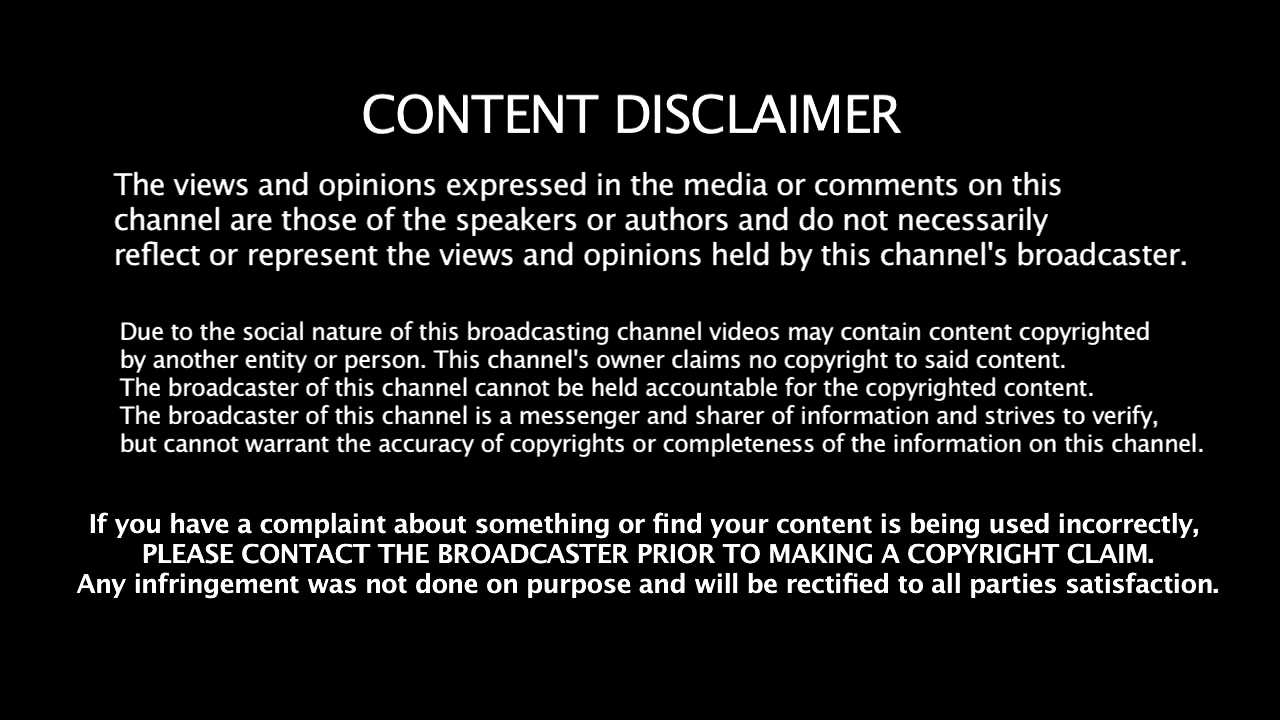 CONTENT DISCLAIMER
The views and opinions expressed in the media or comments on this
channel are those of the speakers or authors and do not necessarily
reflect or represent the views and opinions held by this channel's broadcaster.
Due to the social nature of this broadcasting channel videos may contain content copyrighted
by another entity or person. This channel's owner claims no copyright to said content.
The broadcaster of this channel cannot be held accountable for the copyrighted content.
The broadcaster of this channel is a messenger and sharer of information and strives to verify,
but cannot warrant the accuracy of copyrights or completeness of the information on this channel.
If you have a complaint about something or find your content is being used incorrectly,
PLEASE CONTACT THE BROADCASTER PRIOR TO MAKING A COPYRIGHT CLAIM.
Any infringement was not done on purpose and will be rectified to all parties satisfaction.